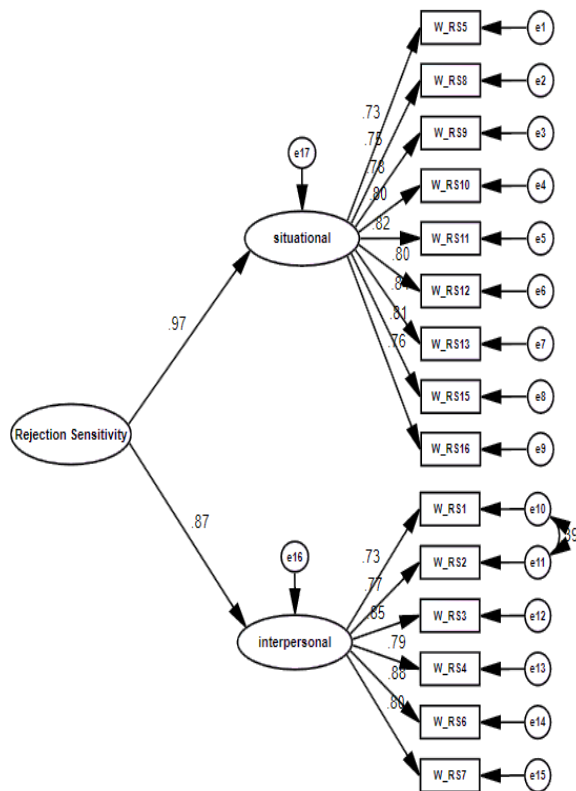 W_RS5
e1
W_RS8
e2
.73
.75
e17
W_RS9
e3
.78
.80
W_RS10
e4
situational
.82
W_RS11
e5
.80
W_RS12
e6
.81
W_RS13
e7
.97
.76
W_RS15
e8
Rejection Sensitivity
W_RS16
e9
W_RS1
e10
.87
.73
e16
W_RS2
e11
.77
.85
W_RS3
e12
interpersonal
.79
W_RS4
e13
.88
.80
W_RS6
e14
W_RS7
e15